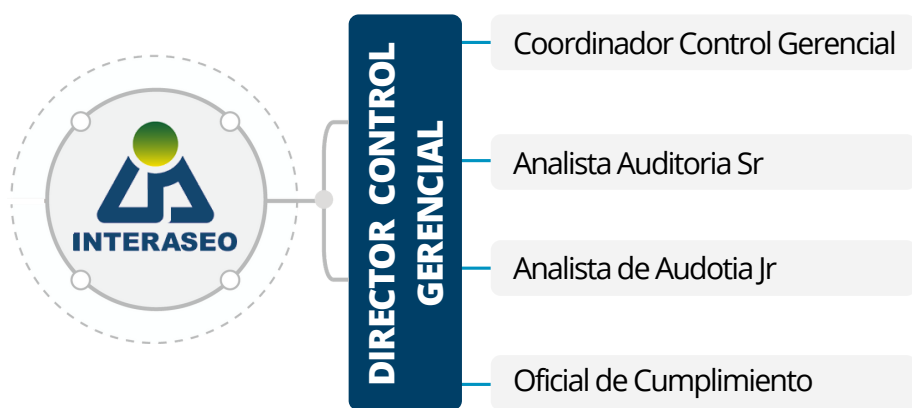 INTERASEO
DIRECTOR CONTROL
GERENCIAL
Coordinador Control Gerencial
Analista Auditoria Sr
Analista de Audotia Jr
Oficial de Cumplimiento